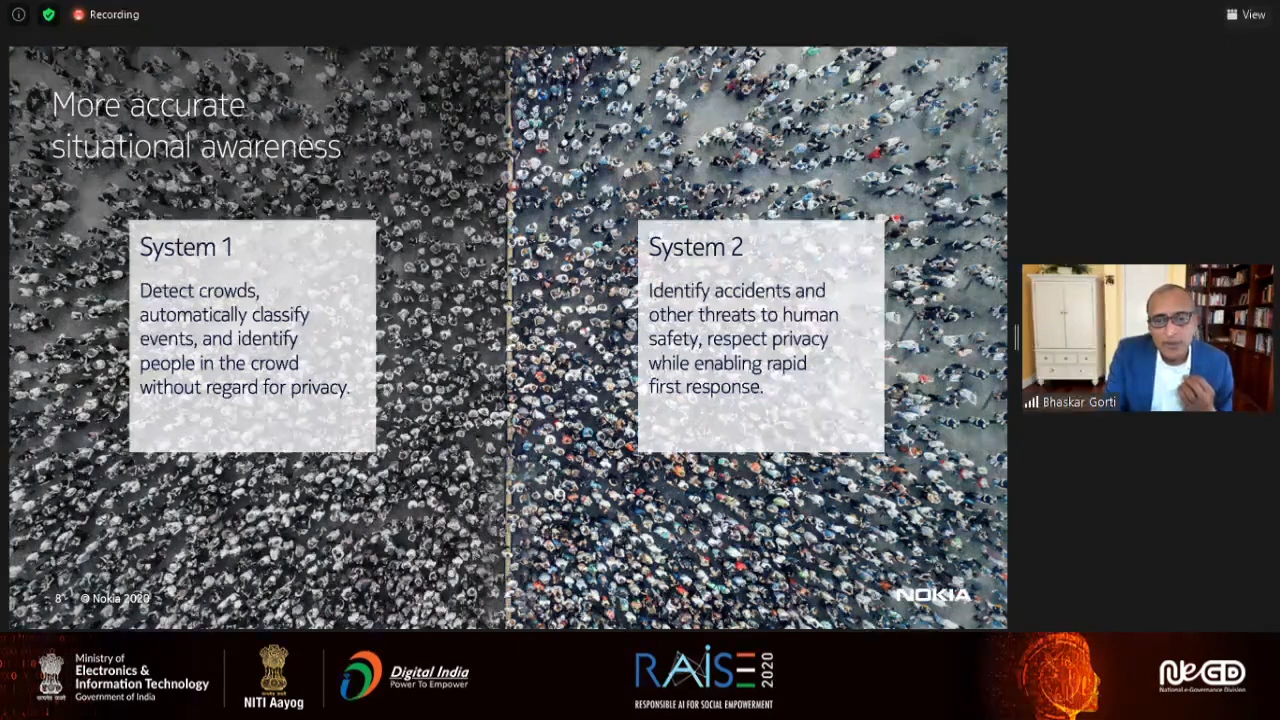 Recording
View
More accurate
situational awareness
System 1
Detect crowds,
automatically classify
events, and identify
people in the crowd
without regard for privacy.
System 2
Identify accidents and
other threats to human
safety, respect privacy
while enabling rapid
first response.
8 © Nokia 2020
NOKIA
Bhaskar Gorti
Ministry of
Electronics &
Information Technology
Government of India
NITI Aayog
Digital India
Power To Empower
RAISE 2020
RESPONSIBLE AI FOR SOCIAL EMPOWERMENT
NeGD
National e-Governance Division